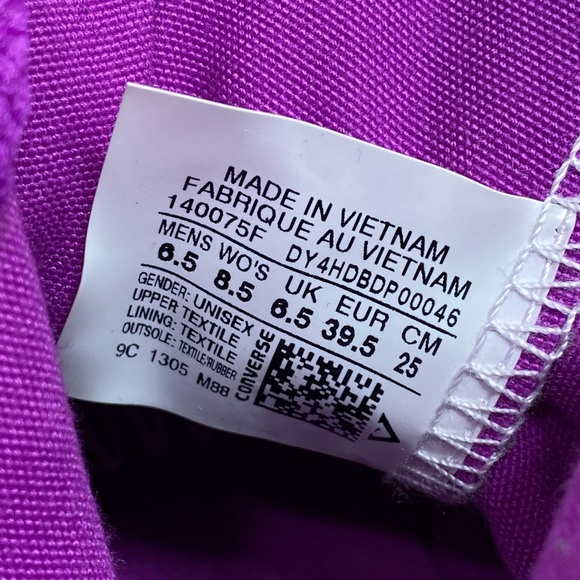 MADE IN VIETNAM
FABRIQUE AU VIETNAM
140075F DY4HDBDP00046
MENS WO'S UK EUR CM
6.5 8.5 6.5 39.5 25
GENDER: UNISEX
UPPER: TEXTILE
LINING: TEXTILE
OUTSOLE: TEXTILE/RUBBER
9C 1305 M88
CONVERSE